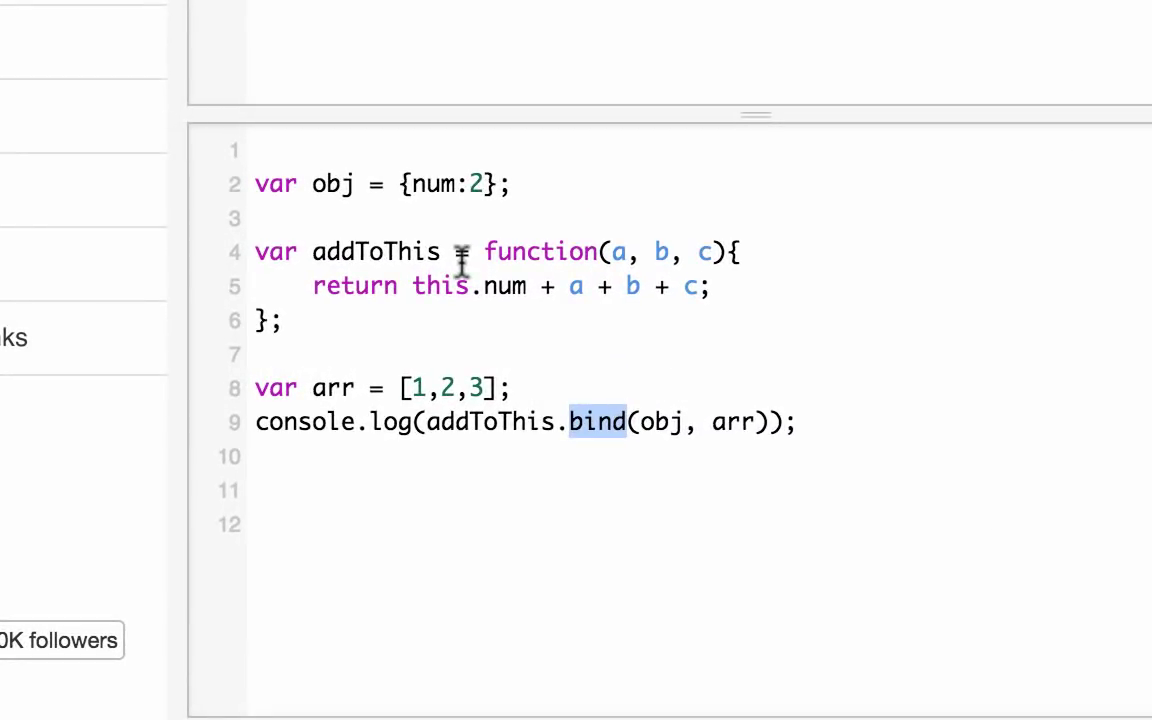 1
2 var obj = {num:2};
3
4 var addToThis = function(a, b, c){
5 return this.num + a + b + c;
6 };
7
8 var arr = [1,2,3];
9 console.log(addToThis.bind(obj, arr));
10
11
12
ks
0K followers